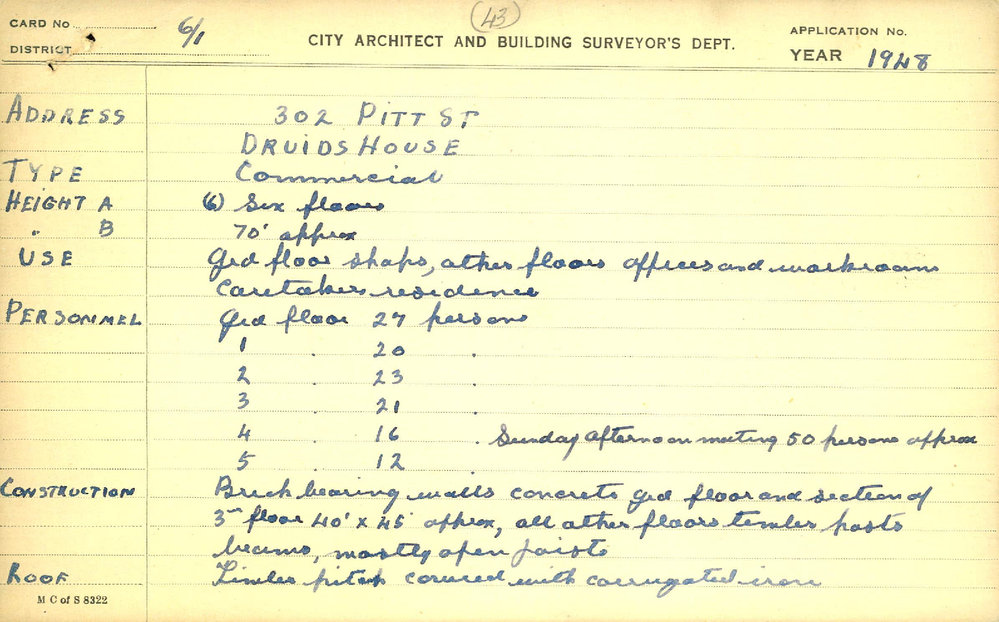 (43)
CARD No. 6/1
DISTRICT
CITY ARCHITECT AND BUILDING SURVEYOR'S DEPT.
APPLICATION No.
YEAR 1948
ADDRESS 302 PITT ST
DRUIDS HOUSE
TYPE Commercial
HEIGHT A (6) Six floors
" B 70' approx
USE Grd floor shops, other floors offices and workrooms
Caretakers residence
PERSONMEL Grd floor 27 persons
1 . 20 .
2 . 23 .
3 . 21 .
4 . 16 . Sunday afternoon meeting 50 persons approx
5 . 12 .
CONSTRUCTION Brick bearing walls concrete grd floor and section of
3rd floor 40' x 45' approx, all other floors timber posts
beams, mostly open joists
ROOF Timber pitch covered with corrugated iron
M C of S 8322